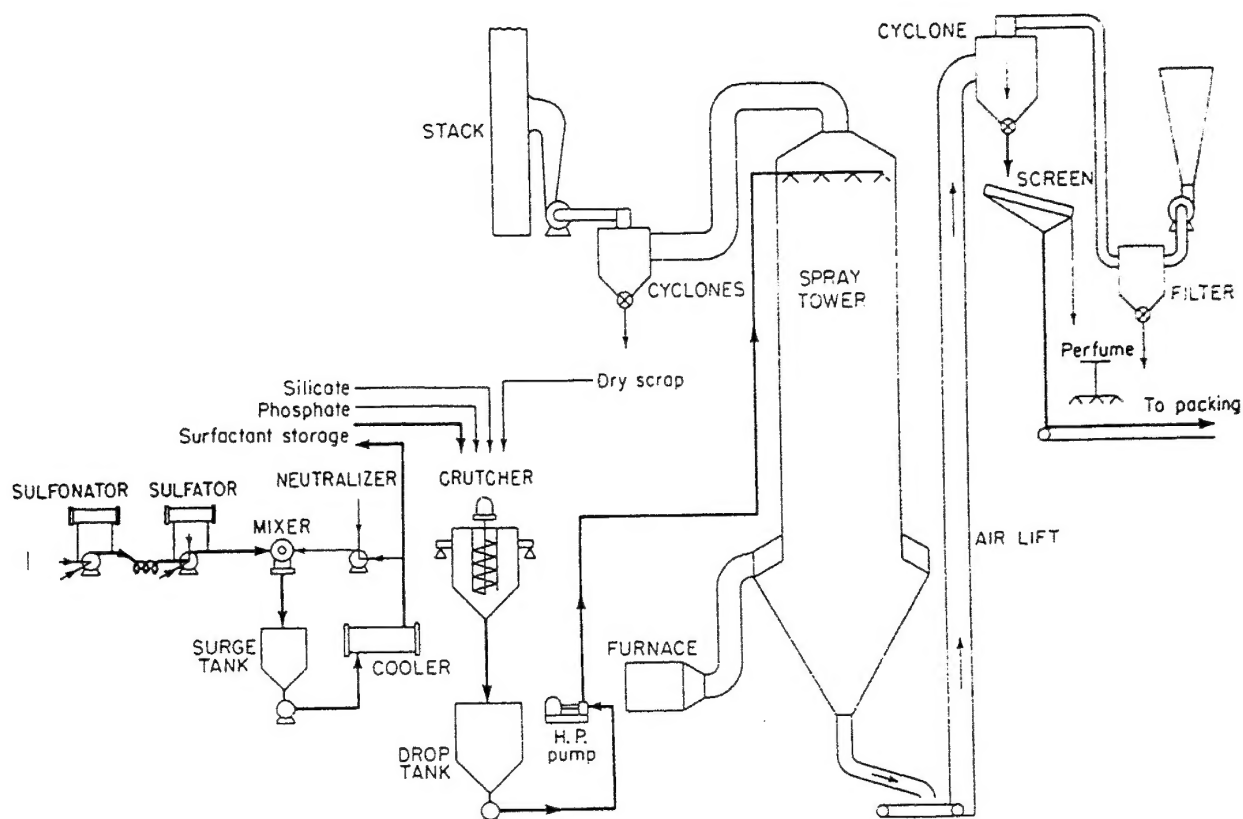 CYCLONE
STACK
SCREEN
SPRAY
TOWER
CYCLONES
FILTER
Perfume
To packing
Silicate
Dry scrap
Phosphate
Surfactant storage
CRUTCHER
NEUTRALIZER
SULFONATOR
SULFATOR
MIXER
AIR LIFT
SURGE
TANK
COOLER
FURNACE
DROP
TANK
H. P.
pump